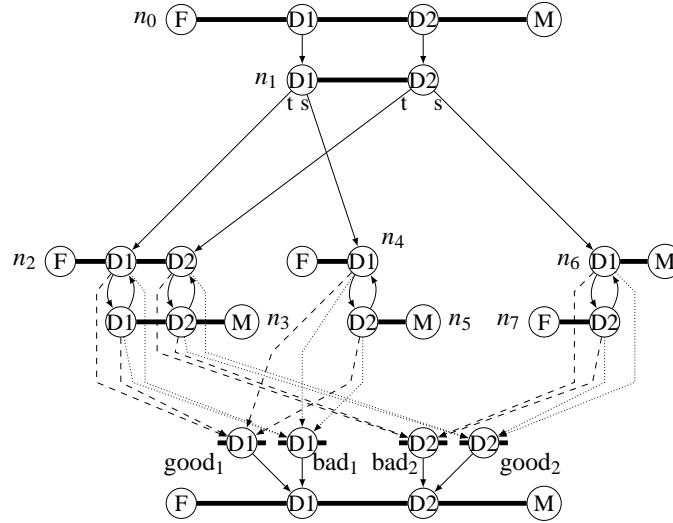 n0 F D1 D2 M
n1 D1 D2
t s t s
n4
n2 F D1 D2 F D1 n6 D1 M
D1 D2 M n3 D2 M n5 n7 F D2
D1 D1 D2 D2
good1 bad1 bad2 good2
F D1 D2 M